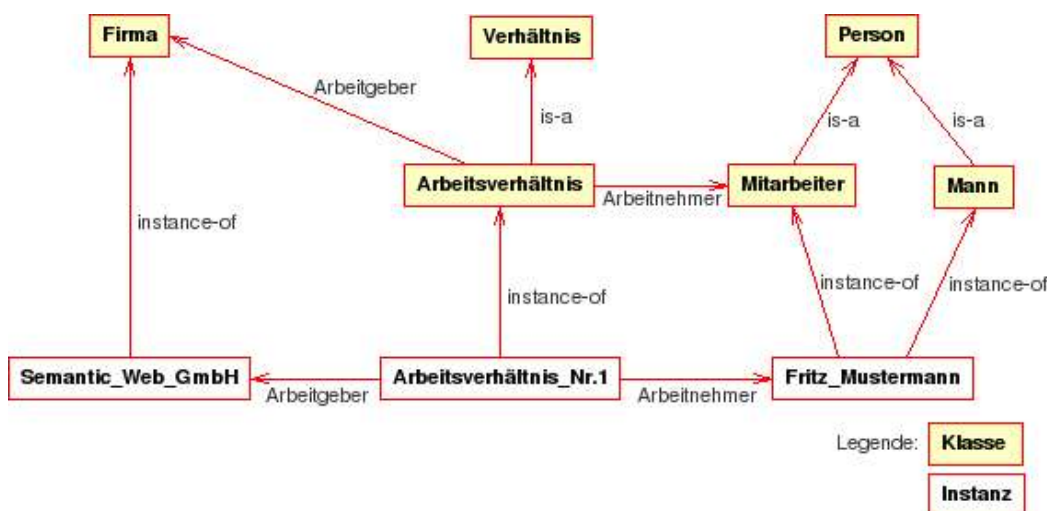 Firma
Verhältnis
Person
Arbeitgeber
is-a
is-a
is-a
Arbeitsverhältnis
Arbeitnehmer
Mitarbeiter
Mann
instance-of
instance-of
instance-of
instance-of
Semantic_Web_GmbH
Arbeitgeber
Arbeitsverhältnis_Nr.1
Arbeitnehmer
Fritz_Mustermann
Legende:
Klasse
Instanz